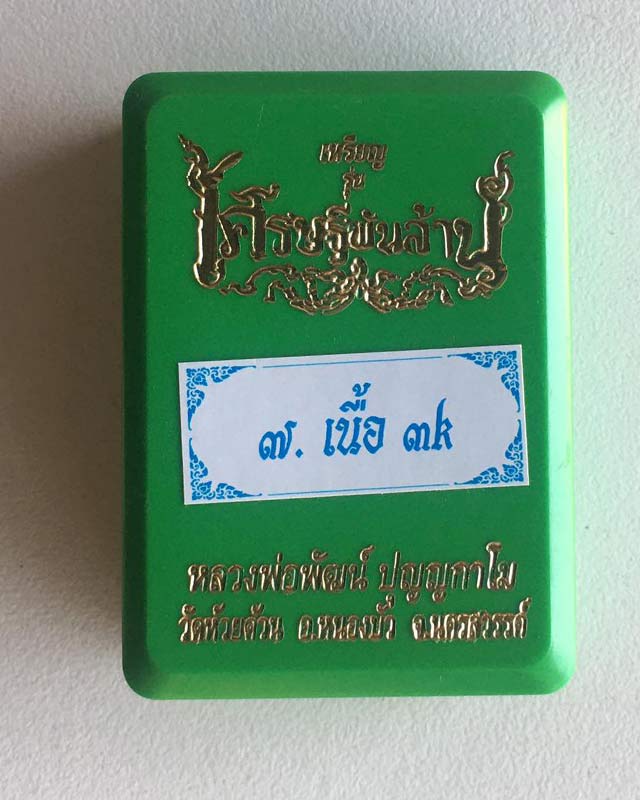 เหรียญ
รุ่น
เศรษฐีพันล้าน
๗. เนื้อ ๓k
หลวงพ่อพัฒน์ ปุญญกาโม
วัดห้วยด้วน อ.หนองบัว จ.นครสวรรค์